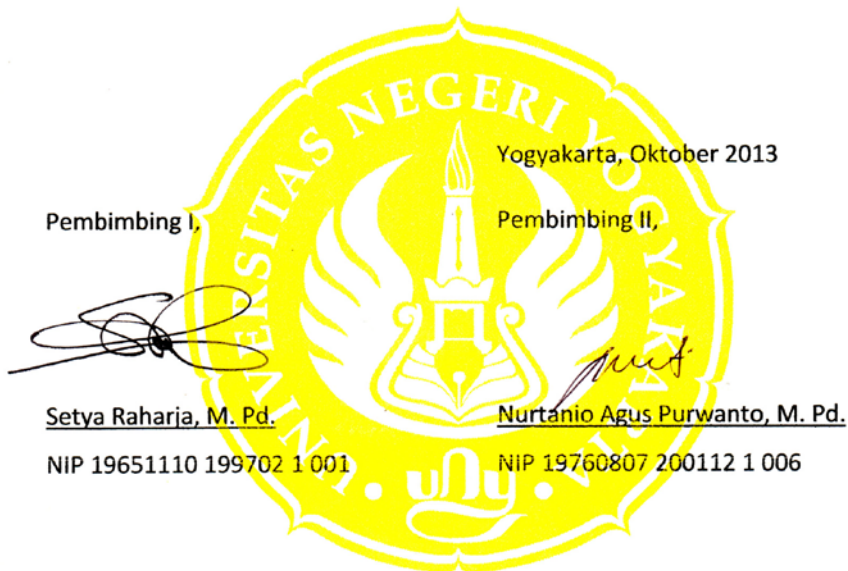 UNIVERSITAS NEGERI YOGYAKARTA
Yogyakarta, Oktober 2013
Pembimbing I,
Pembimbing II,
Setya Raharja, M. Pd.
Nurtanio Agus Purwanto, M. Pd.
NIP 19651110 199702 1 001
NIP 19760807 200112 1 006
uny